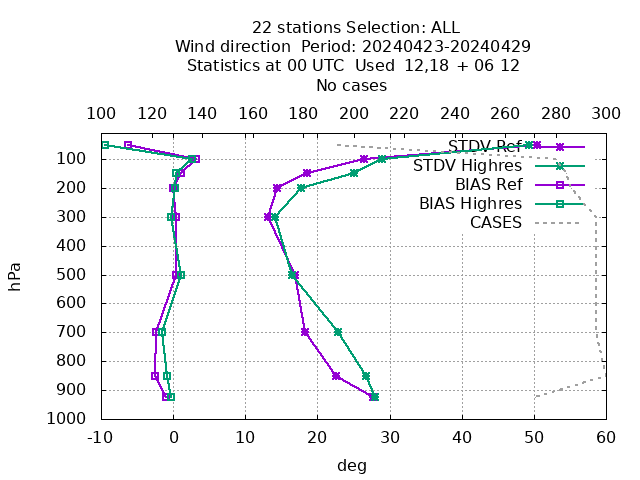 22 stations Selection: ALL
Wind direction  Period: 20240423-20240429
Statistics at 00 UTC  Used  12,18 + 06 12
No cases
100 120 140 160 180 200 220 240 260 280 300
STDV Ref
STDV Highres
BIAS Ref
BIAS Highres
CASES
100
200
300
400
500
600
700
800
900
1000
hPa
-10 0 10 20 30 40 50 60
deg